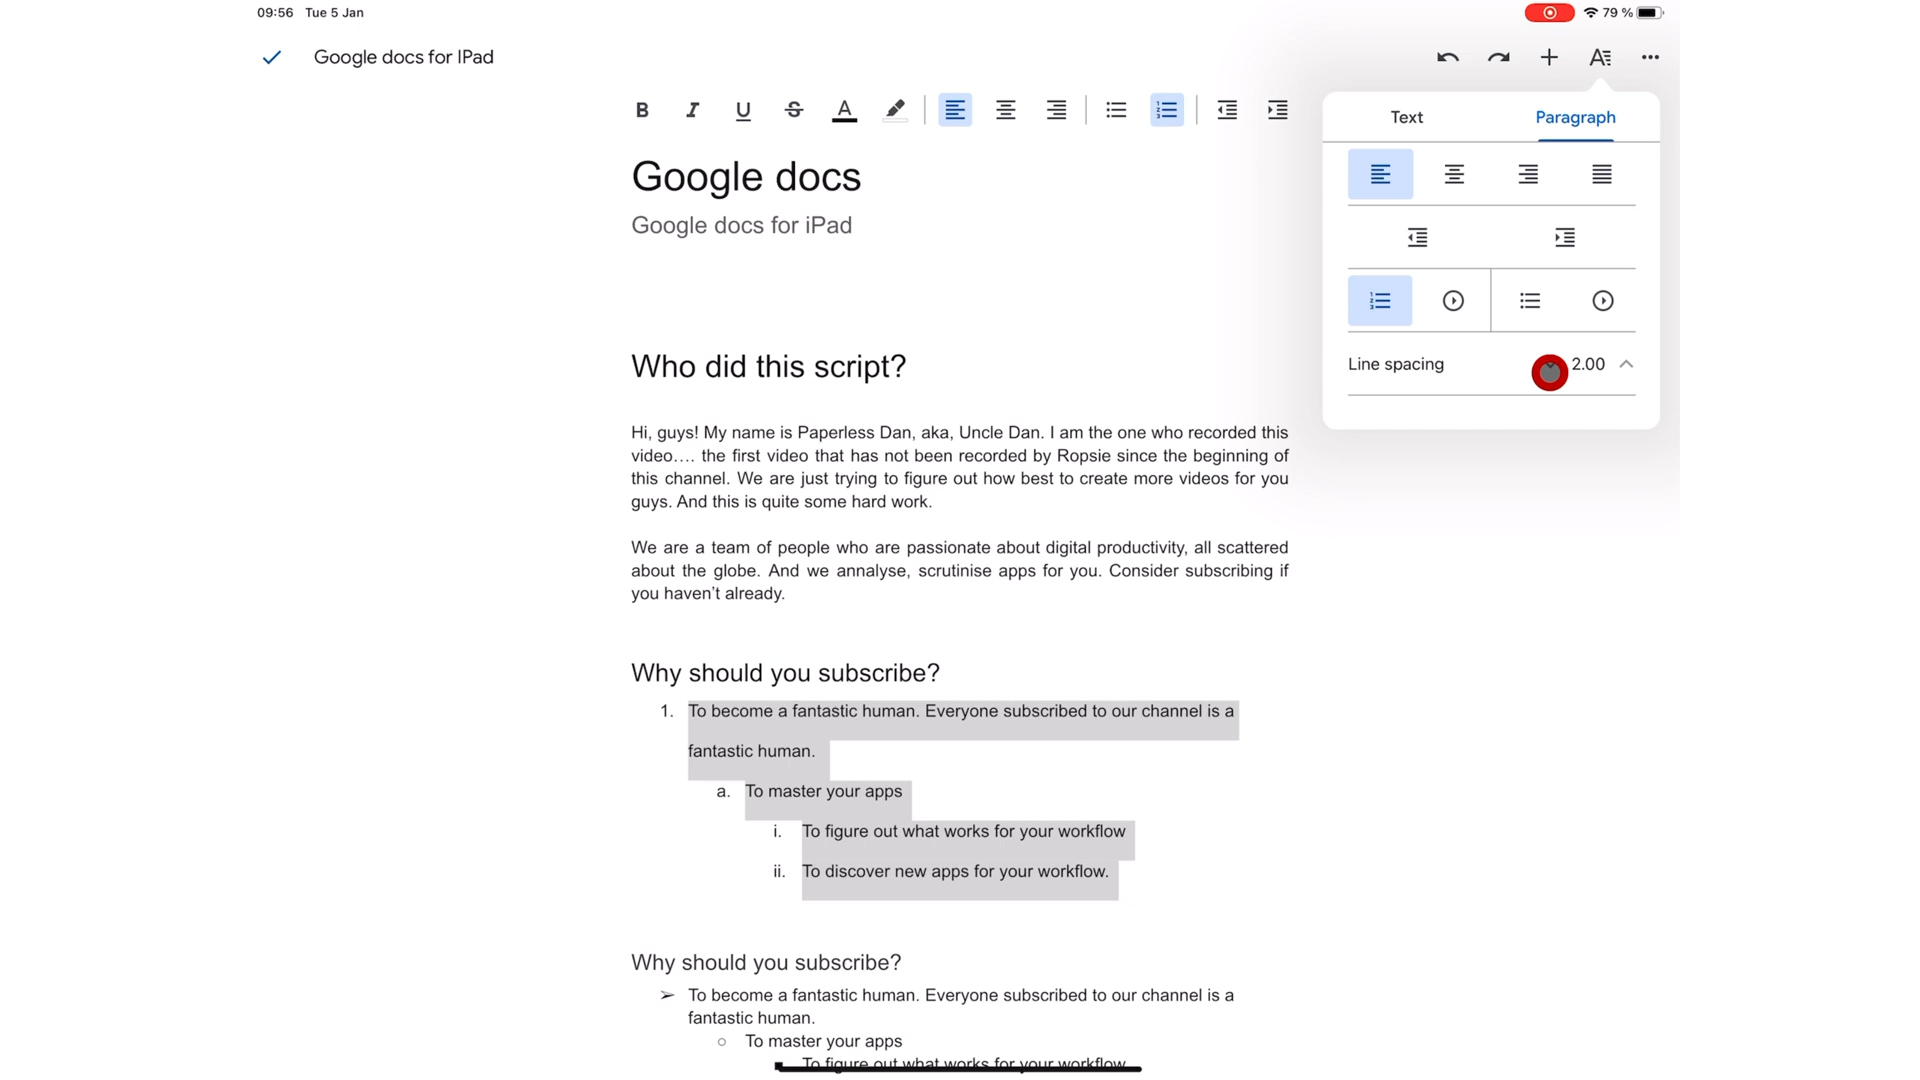 09:56 Tue 5 Jan
79 %
Google docs for IPad
B I U S A
Text Paragraph
Line spacing 2.00
Google docs
Google docs for iPad
Who did this script?
Hi, guys! My name is Paperless Dan, aka, Uncle Dan. I am the one who recorded this
video…. the first video that has not been recorded by Ropsie since the beginning of
this channel. We are just trying to figure out how best to create more videos for you
guys. And this is quite some hard work.
We are a team of people who are passionate about digital productivity, all scattered
about the globe. And we annalyse, scrutinise apps for you. Consider subscribing if
you haven't already.
Why should you subscribe?
1. To become a fantastic human. Everyone subscribed to our channel is a
fantastic human.
a. To master your apps
i. To figure out what works for your workflow
ii. To discover new apps for your workflow.
Why should you subscribe?
➢ To become a fantastic human. Everyone subscribed to our channel is a
fantastic human.
○ To master your apps
■ To figure out what works for your workflow